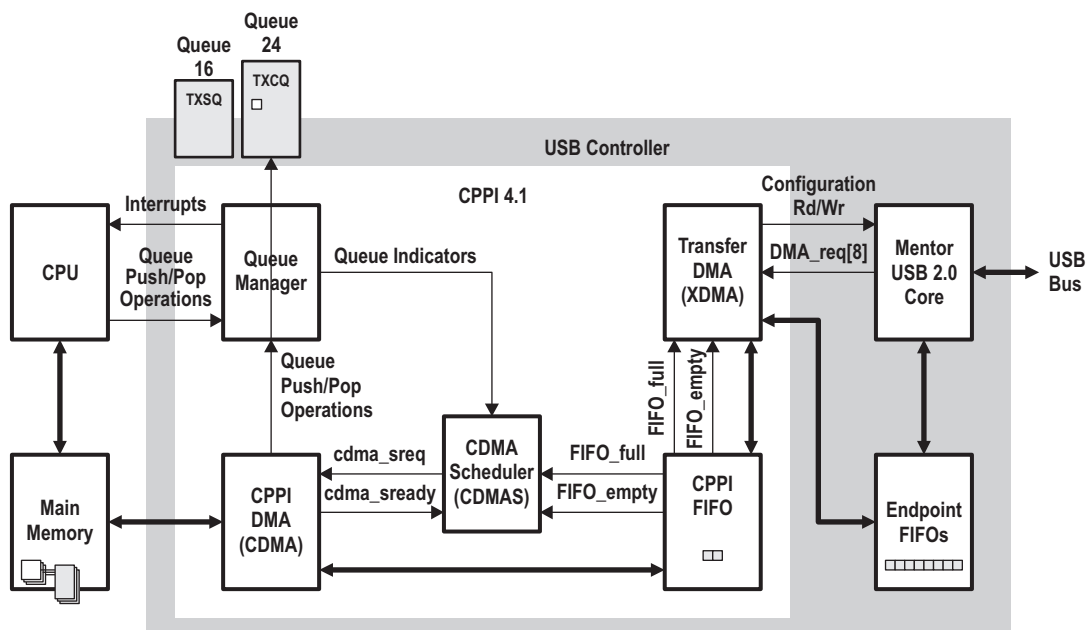 Queue
24
Queue
16
TXCQ
TXSQ
USB Controller
CPPI 4.1
Configuration
Rd/Wr
Interrupts
Queue
Push/Pop
Operations
CPU
Queue
Manager
Queue Indicators
Transfer
DMA
(XDMA)
DMA_req[8]
Mentor
USB 2.0
Core
USB
Bus
Queue
Push/Pop
Operations
FIFO_full
FIFO_empty
Main
Memory
CPPI
DMA
(CDMA)
cdma_sreq
cdma_sready
CDMA
Scheduler
(CDMAS)
FIFO_full
FIFO_empty
CPPI
FIFO
Endpoint
FIFOs